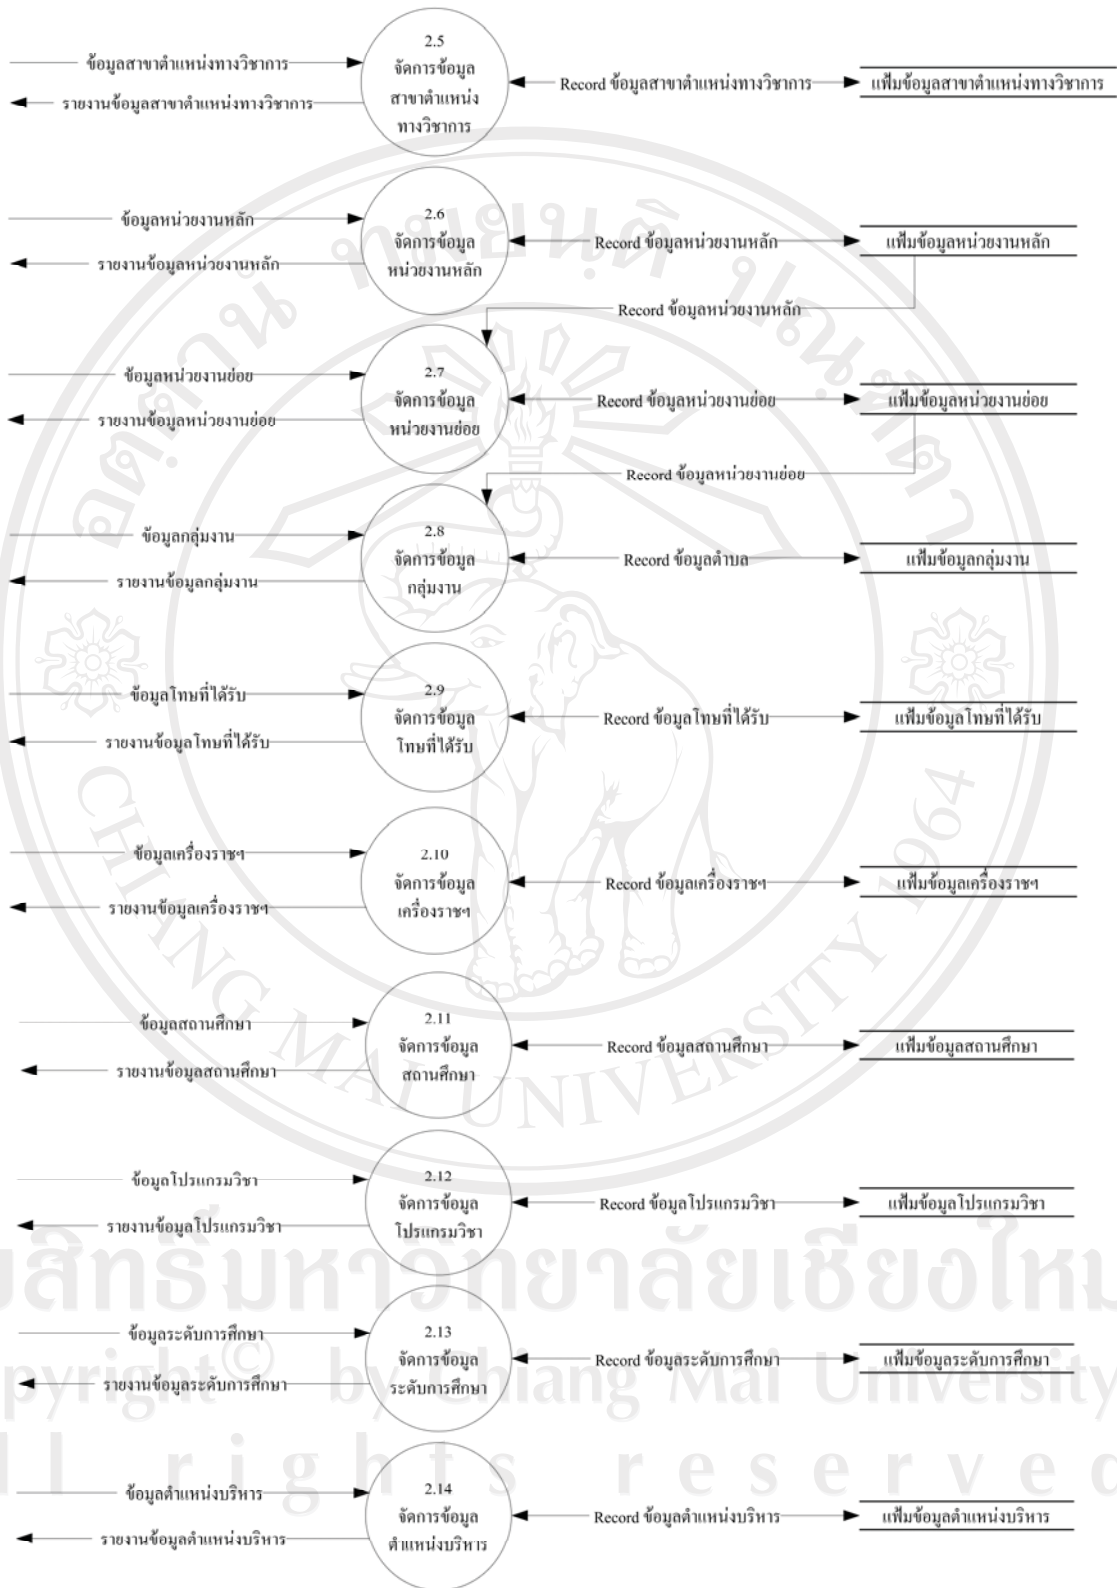 2.5
จัดการข้อมูล
สาขาตำแหน่ง
ทางวิชาการ
ข้อมูลสาขาตำแหน่งทางวิชาการ
รายงานข้อมูลสาขาตำแหน่งทางวิชาการ
Record ข้อมูลสาขาตำแหน่งทางวิชาการ
แฟ้มข้อมูลสาขาตำแหน่งทางวิชาการ
2.6
จัดการข้อมูล
หน่วยงานหลัก
ข้อมูลหน่วยงานหลัก
รายงานข้อมูลหน่วยงานหลัก
Record ข้อมูลหน่วยงานหลัก
แฟ้มข้อมูลหน่วยงานหลัก
Record ข้อมูลหน่วยงานหลัก
2.7
จัดการข้อมูล
หน่วยงานย่อย
ข้อมูลหน่วยงานย่อย
รายงานข้อมูลหน่วยงานย่อย
Record ข้อมูลหน่วยงานย่อย
แฟ้มข้อมูลหน่วยงานย่อย
Record ข้อมูลหน่วยงานย่อย
2.8
จัดการข้อมูล
กลุ่มงาน
ข้อมูลกลุ่มงาน
รายงานข้อมูลกลุ่มงาน
Record ข้อมูลตำบล
แฟ้มข้อมูลกลุ่มงาน
2.9
จัดการข้อมูล
โทษที่ได้รับ
ข้อมูลโทษที่ได้รับ
รายงานข้อมูลโทษที่ได้รับ
Record ข้อมูลโทษที่ได้รับ
แฟ้มข้อมูลโทษที่ได้รับ
2.10
จัดการข้อมูล
เครื่องราชฯ
ข้อมูลเครื่องราชฯ
รายงานข้อมูลเครื่องราชฯ
Record ข้อมูลเครื่องราชฯ
แฟ้มข้อมูลเครื่องราชฯ
2.11
จัดการข้อมูล
สถานศึกษา
ข้อมูลสถานศึกษา
รายงานข้อมูลสถานศึกษา
Record ข้อมูลสถานศึกษา
แฟ้มข้อมูลสถานศึกษา
2.12
จัดการข้อมูล
โปรแกรมวิชา
ข้อมูลโปรแกรมวิชา
รายงานข้อมูลโปรแกรมวิชา
Record ข้อมูลโปรแกรมวิชา
แฟ้มข้อมูลโปรแกรมวิชา
2.13
จัดการข้อมูล
ระดับการศึกษา
ข้อมูลระดับการศึกษา
รายงานข้อมูลระดับการศึกษา
Record ข้อมูลระดับการศึกษา
แฟ้มข้อมูลระดับการศึกษา
2.14
จัดการข้อมูล
ตำแหน่งบริหาร
ข้อมูลตำแหน่งบริหาร
รายงานข้อมูลตำแหน่งบริหาร
Record ข้อมูลตำแหน่งบริหาร
แฟ้มข้อมูลตำแหน่งบริหาร
อตฺตานํ ทมยนฺติ ปณฺฑิตา
CHIANG MAI UNIVERSITY 1964
สิทธิ์มหาวิทยาลัยเชียงใหม่
pyright© by Chiang Mai University
l l r i g h t s r e s e r v e d